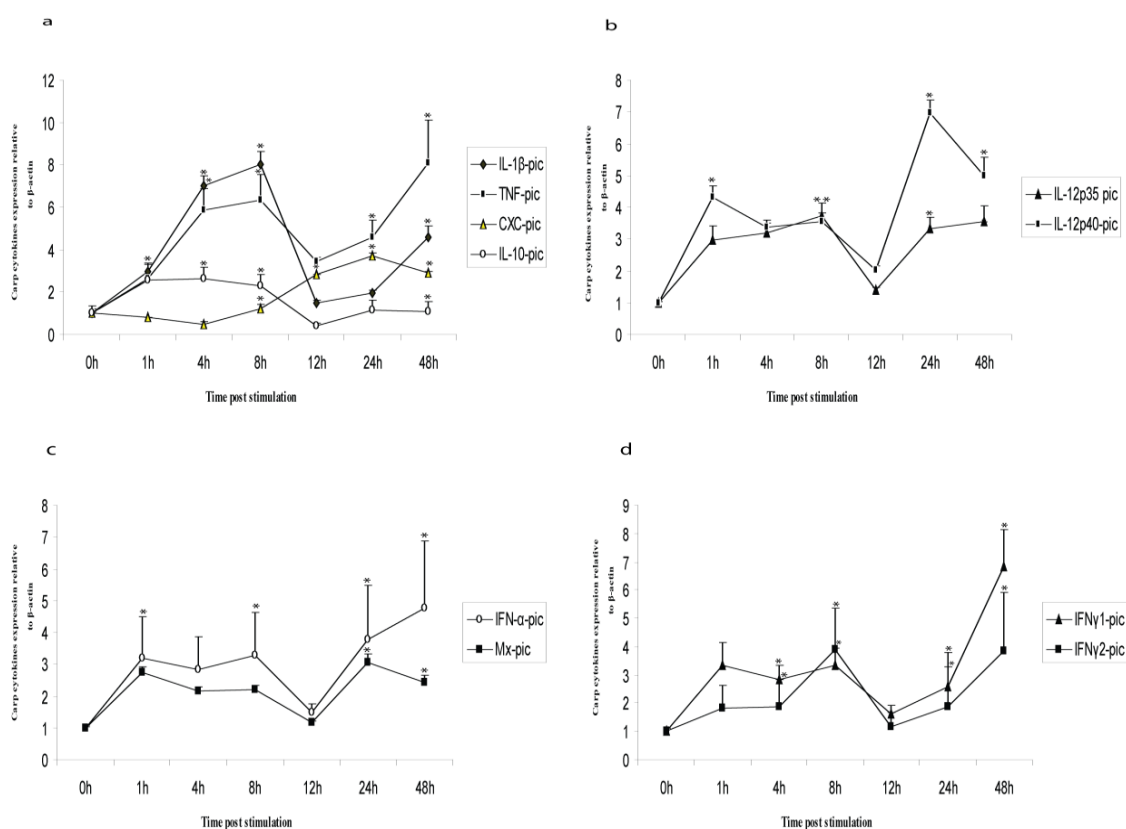 a
12
10
8
6
4
2
0
Carp cytokines expression relative
to β-actin
0h 1h 4h 8h 12h 24h 48h
Time post stimulation
* * * * * * * * * * * * * * *
IL-1β-pic
TNF-pic
CXC-pic
IL-10-pic
b
8
7
6
5
4
3
2
1
0
Carp cytokines expression relative
to β-actin
0h 1h 4h 8h 12h 24h 48h
Time post stimulation
* ** * * *
IL-12p35 pic
IL-12p40-pic
c
8
7
6
5
4
3
2
1
0
Carp cytokines expression relative
to β-actin
0h 1h 4h 8h 12h 24h 48h
Time post stimulation
* * * * * *
IFN-α-pic
Mx-pic
d
9
8
7
6
5
4
3
2
1
0
Carp cytokines expression relative
to β-actin
0h 1h 4h 8h 12h 24h 48h
Time post stimulation
* * * * * * * *
IFNγ1-pic
IFNγ2-pic